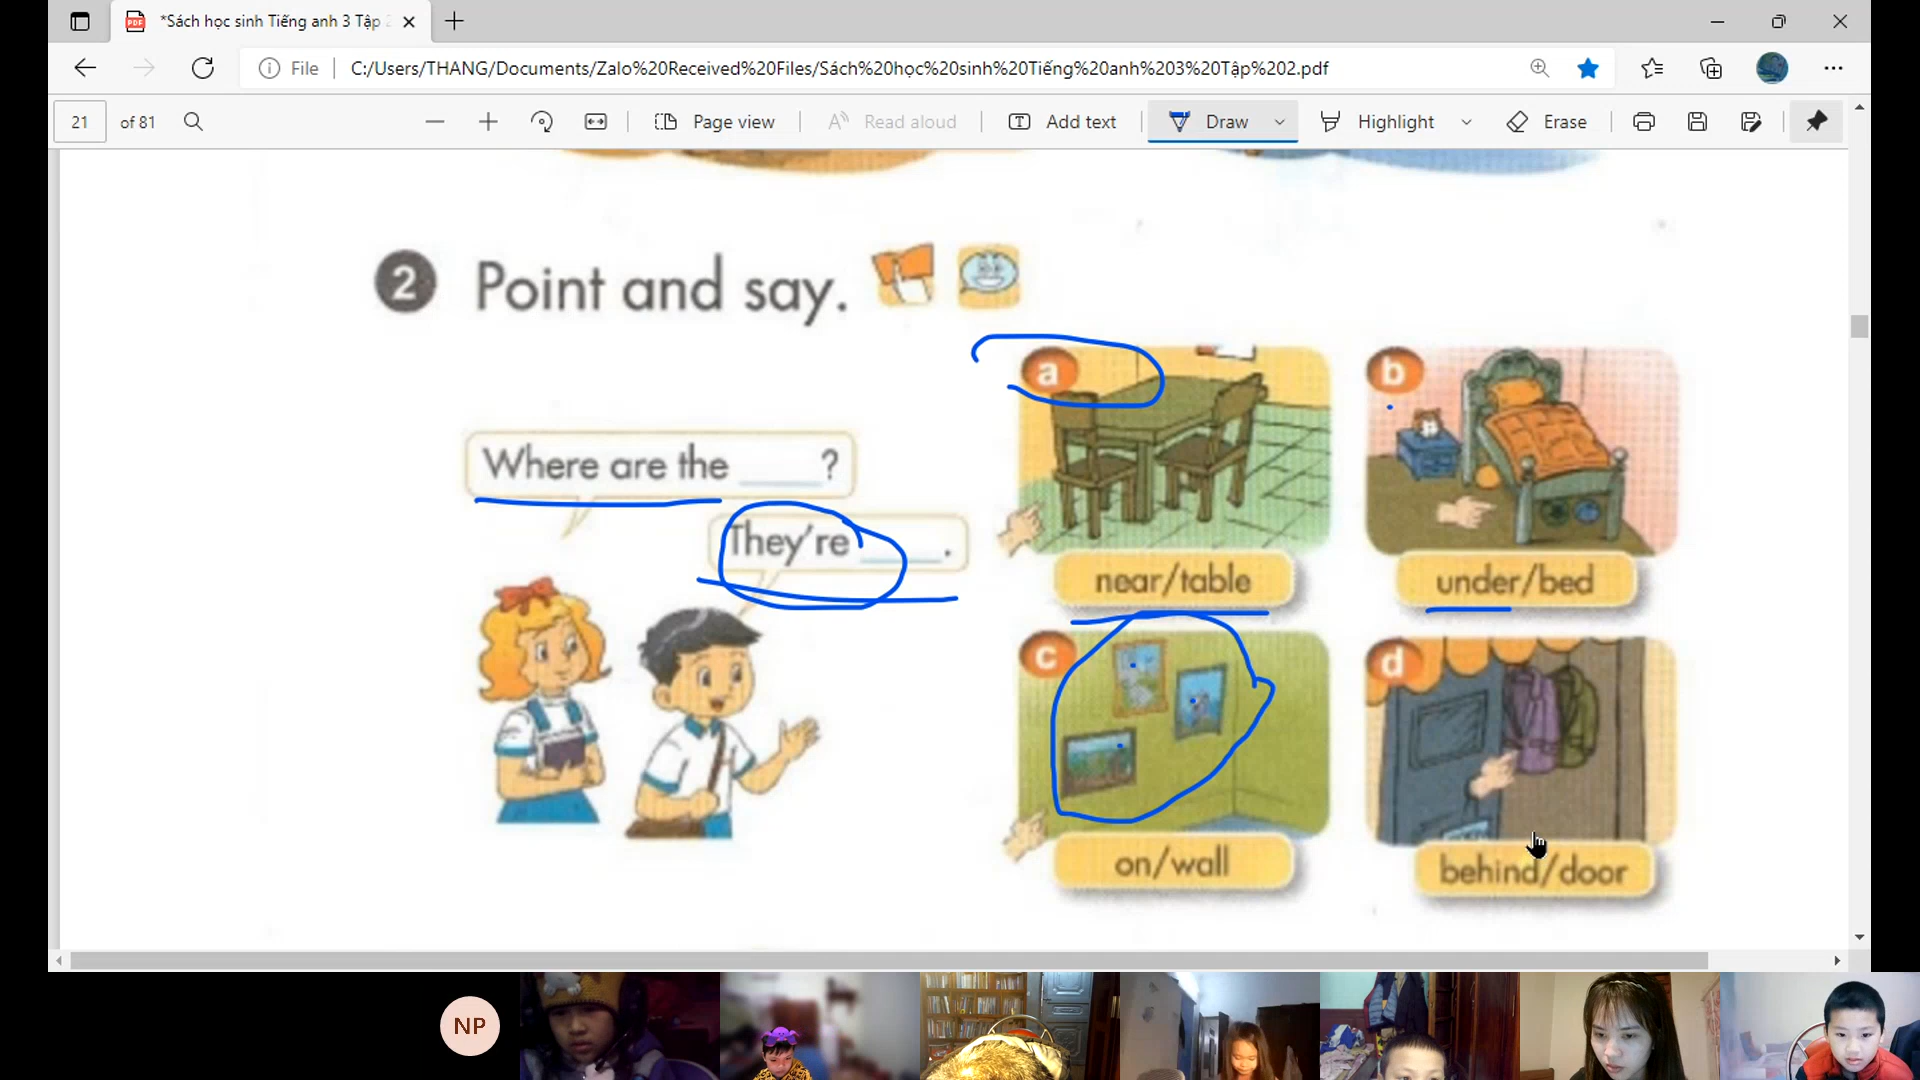 *Sách học sinh Tiếng anh 3 Tập
File
C:/Users/THANG/Documents/Zalo%20Received%20Files/Sách%20học%20sinh%20Tiếng%20anh%203%20Tập%202.pdf
21 of 81
Page view
Read aloud
Add text
Draw
Highlight
Erase
2 Point and say.
Where are the ____?
They're ____.
a
near/table
b
under/bed
c
on/wall
d
behind/door
NP